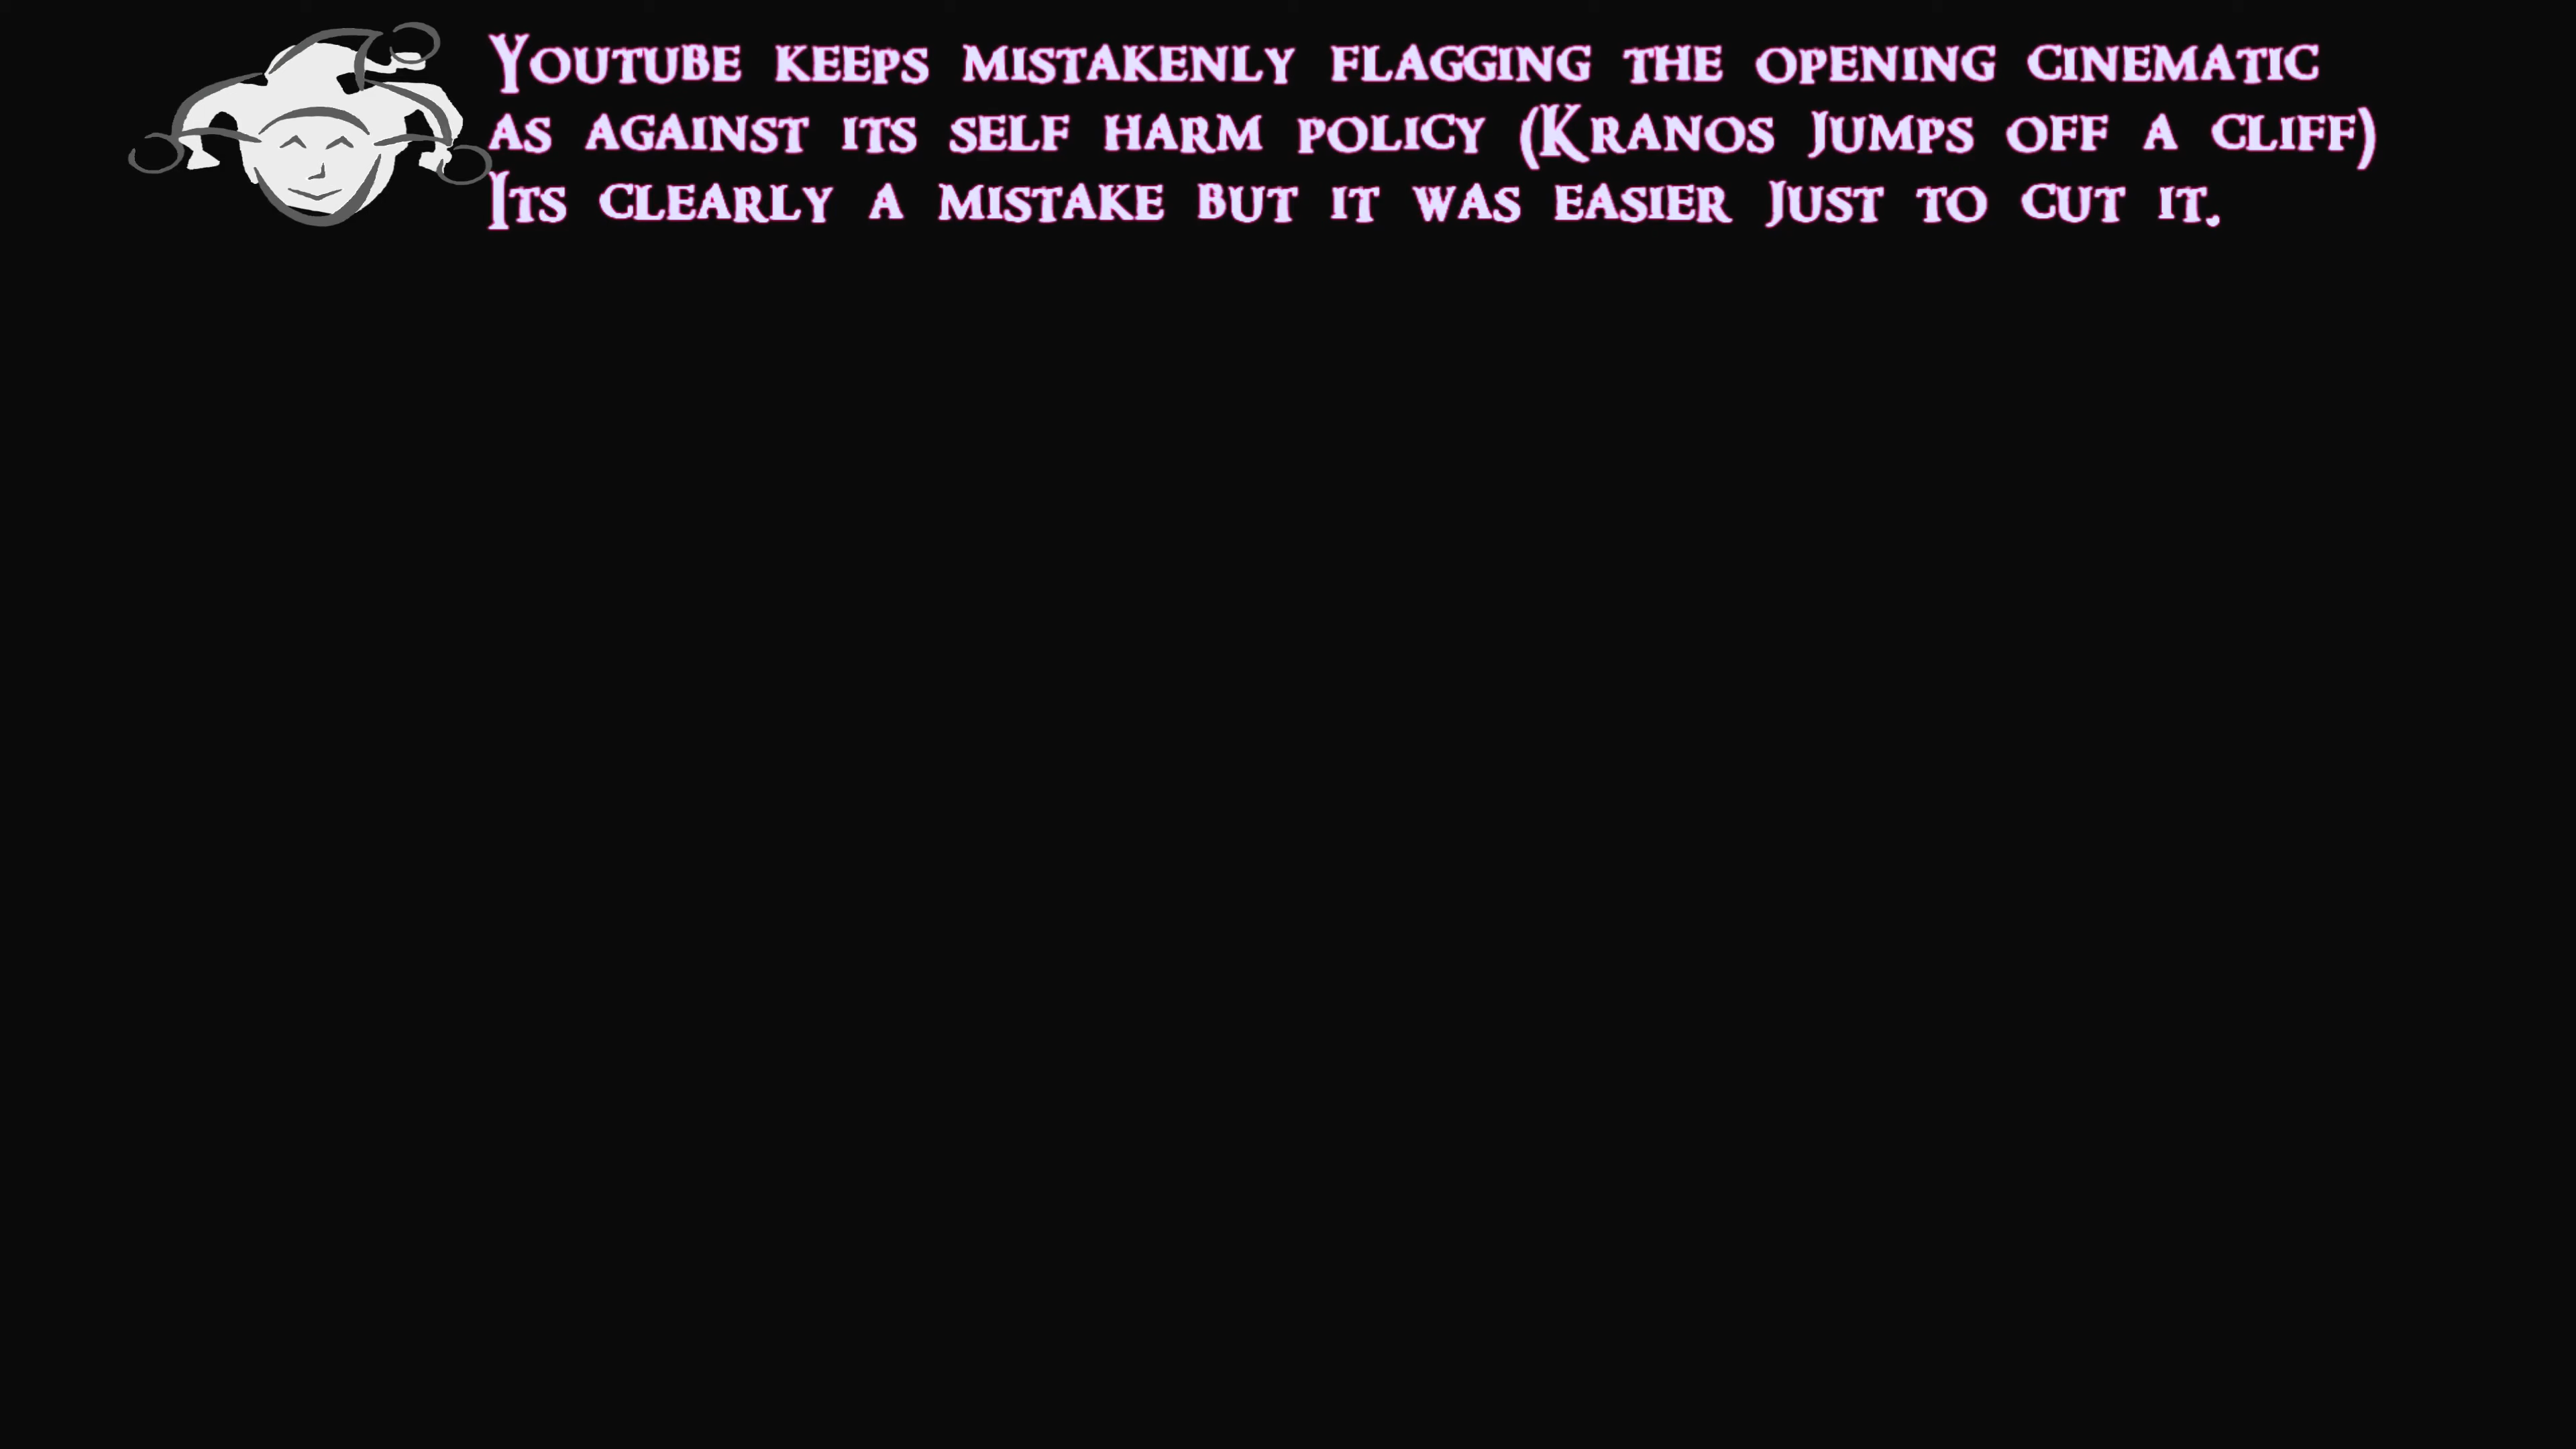 Youtube keeps mistakenly flagging the opening cinematic
as against its self harm policy (Kranos Jumps off a cliff)
Its clearly a mistake but it was easier Just to cut it.